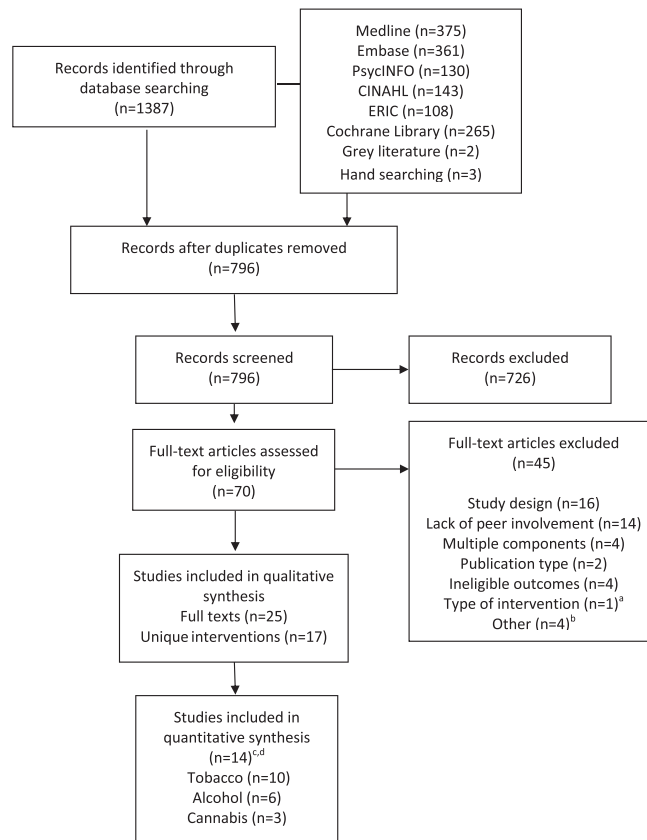 Records identified through
database searching
(n=1387)
Medline (n=375)
Embase (n=361)
PsycINFO (n=130)
CINAHL (n=143)
ERIC (n=108)
Cochrane Library (n=265)
Grey literature (n=2)
Hand searching (n=3)
Records after duplicates removed
(n=796)
Records screened
(n=796)
Records excluded
(n=726)
Full-text articles assessed
for eligibility
(n=70)
Full-text articles excluded
(n=45)
Study design (n=16)
Lack of peer involvement (n=14)
Multiple components (n=4)
Publication type (n=2)
Ineligible outcomes (n=4)
Type of intervention (n=1)a
Other (n=4)b
Studies included in qualitative
synthesis
Full texts (n=25)
Unique interventions (n=17)
Studies included in
quantitative synthesis
(n=14)c,d
Tobacco (n=10)
Alcohol (n=6)
Cannabis (n=3)